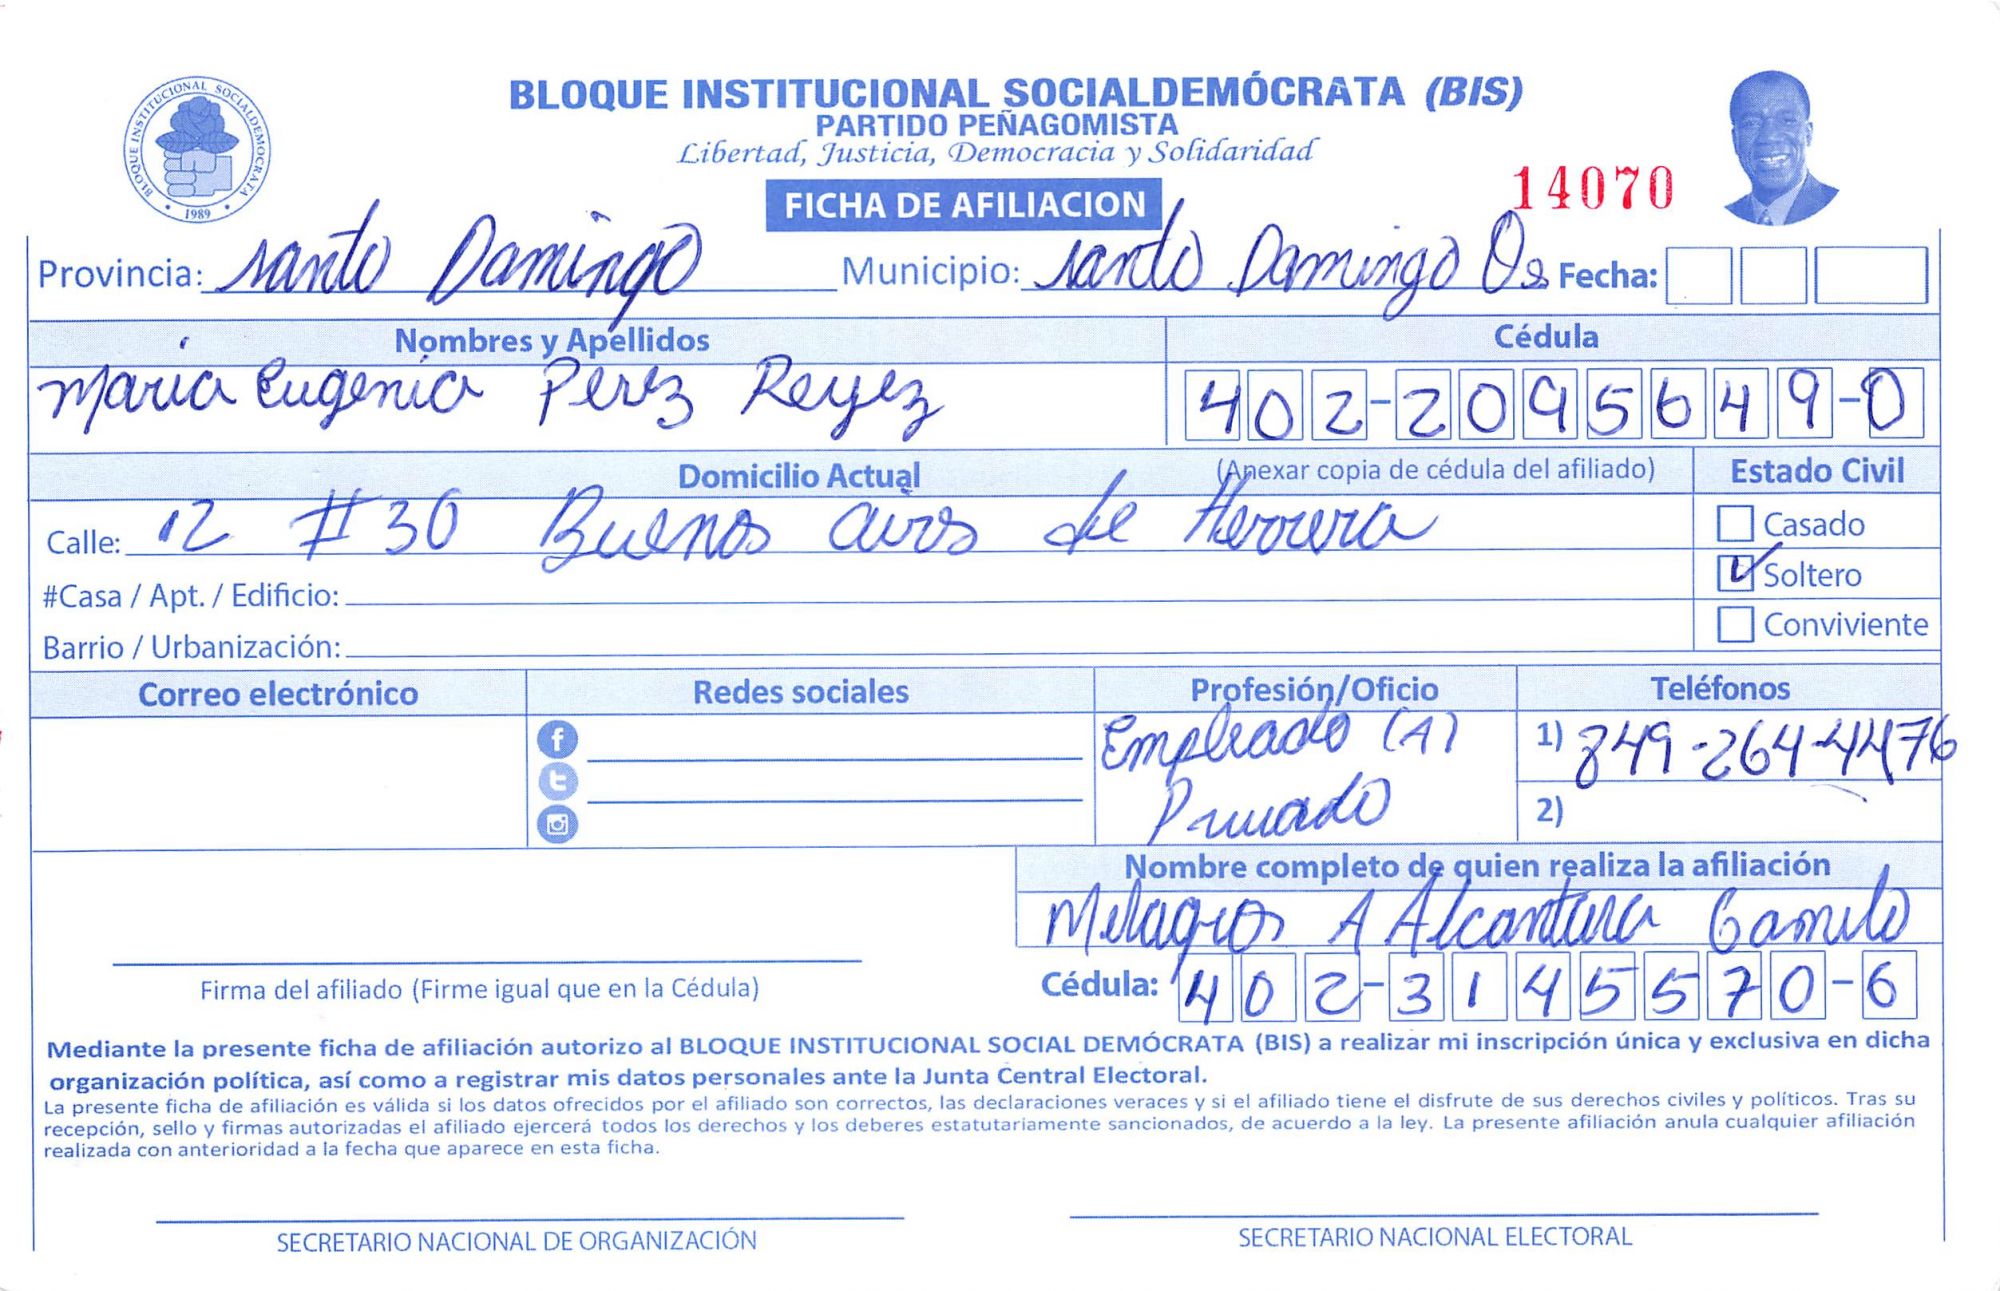 BLOQUE INSTITUCIONAL SOCIALDEMOCRATA
1989
BLOQUE INSTITUCIONAL SOCIALDEMÓCRATA (BIS)
PARTIDO PEÑAGOMISTA
Libertad, Justicia, Democracia y Solidaridad
FICHA DE AFILIACION
14070
Provincia: Santo Domingo Municipio: Santo Domingo Os Fecha:
Nombres y Apellidos Cédula
Maria Eugenia Perez Reyez 402-2095649-0
Domicilio Actual (Anexar copia de cédula del afiliado) Estado Civil
Calle: 12 #30 Buenos aires de Herrera
Casado
#Casa / Apt. / Edificio: Soltero
Barrio / Urbanización: Conviviente
Correo electrónico Redes sociales Profesión/Oficio Teléfonos
Empleado (A) 1) 849-264-4476
Privado 2)
Nombre completo de quien realiza la afiliación
Milagros A Alcantara Camilo
Firma del afiliado (Firme igual que en la Cédula) Cédula: 402-3145570-6
Mediante la presente ficha de afiliación autorizo al BLOQUE INSTITUCIONAL SOCIAL DEMÓCRATA (BIS) a realizar mi inscripción única y exclusiva en dicha
organización política, así como a registrar mis datos personales ante la Junta Central Electoral.
La presente ficha de afiliación es válida si los datos ofrecidos por el afiliado son correctos, las declaraciones veraces y si el afiliado tiene el disfrute de sus derechos civiles y políticos. Tras su
recepción, sello y firmas autorizadas el afiliado ejercerá todos los derechos y los deberes estatutariamente sancionados, de acuerdo a la ley. La presente afiliación anula cualquier afiliación
realizada con anterioridad a la fecha que aparece en esta ficha.
SECRETARIO NACIONAL DE ORGANIZACIÓN SECRETARIO NACIONAL ELECTORAL